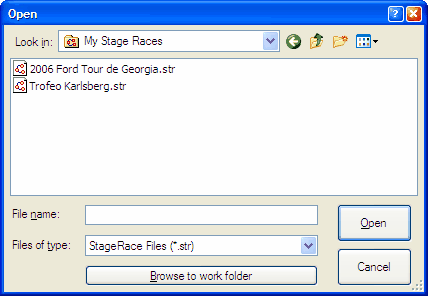 Open
Look in: My Stage Races
2006 Ford Tour de Georgia.str
Trofeo Karlsberg.str
File name:
Open
Files of type: StageRace Files (*.str)
Cancel
Browse to work folder